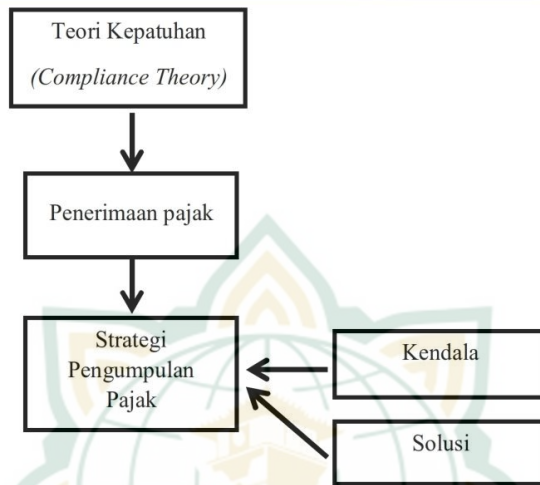 Teori Kepatuhan
(Compliance Theory)
Penerimaan pajak
Strategi
Pengumpulan
Pajak
Kendala
Solusi